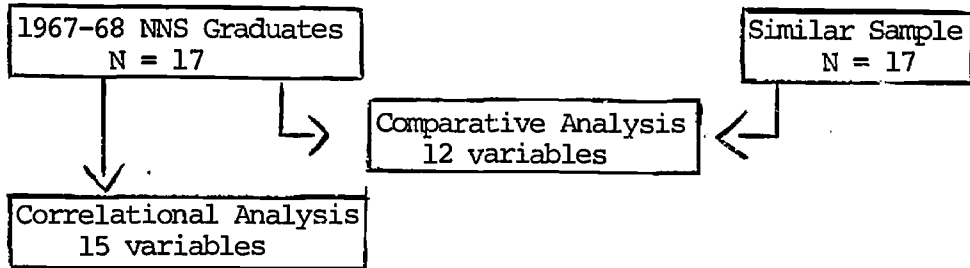 1967-68 NNS Graduates
N = 17
Similar Sample
N = 17
Comparative Analysis
12 variables
Correlational Analysis
15 variables